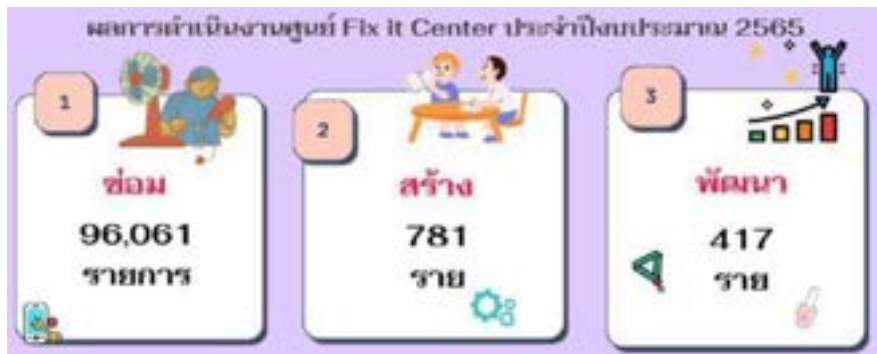 ผลการดำเนินงานศูนย์ Fix it Center ประจำปีงบประมาณ 2565
1
ซ่อม
96,061
รายการ
2
สร้าง
781
ราย
3
พัฒนา
417
ราย